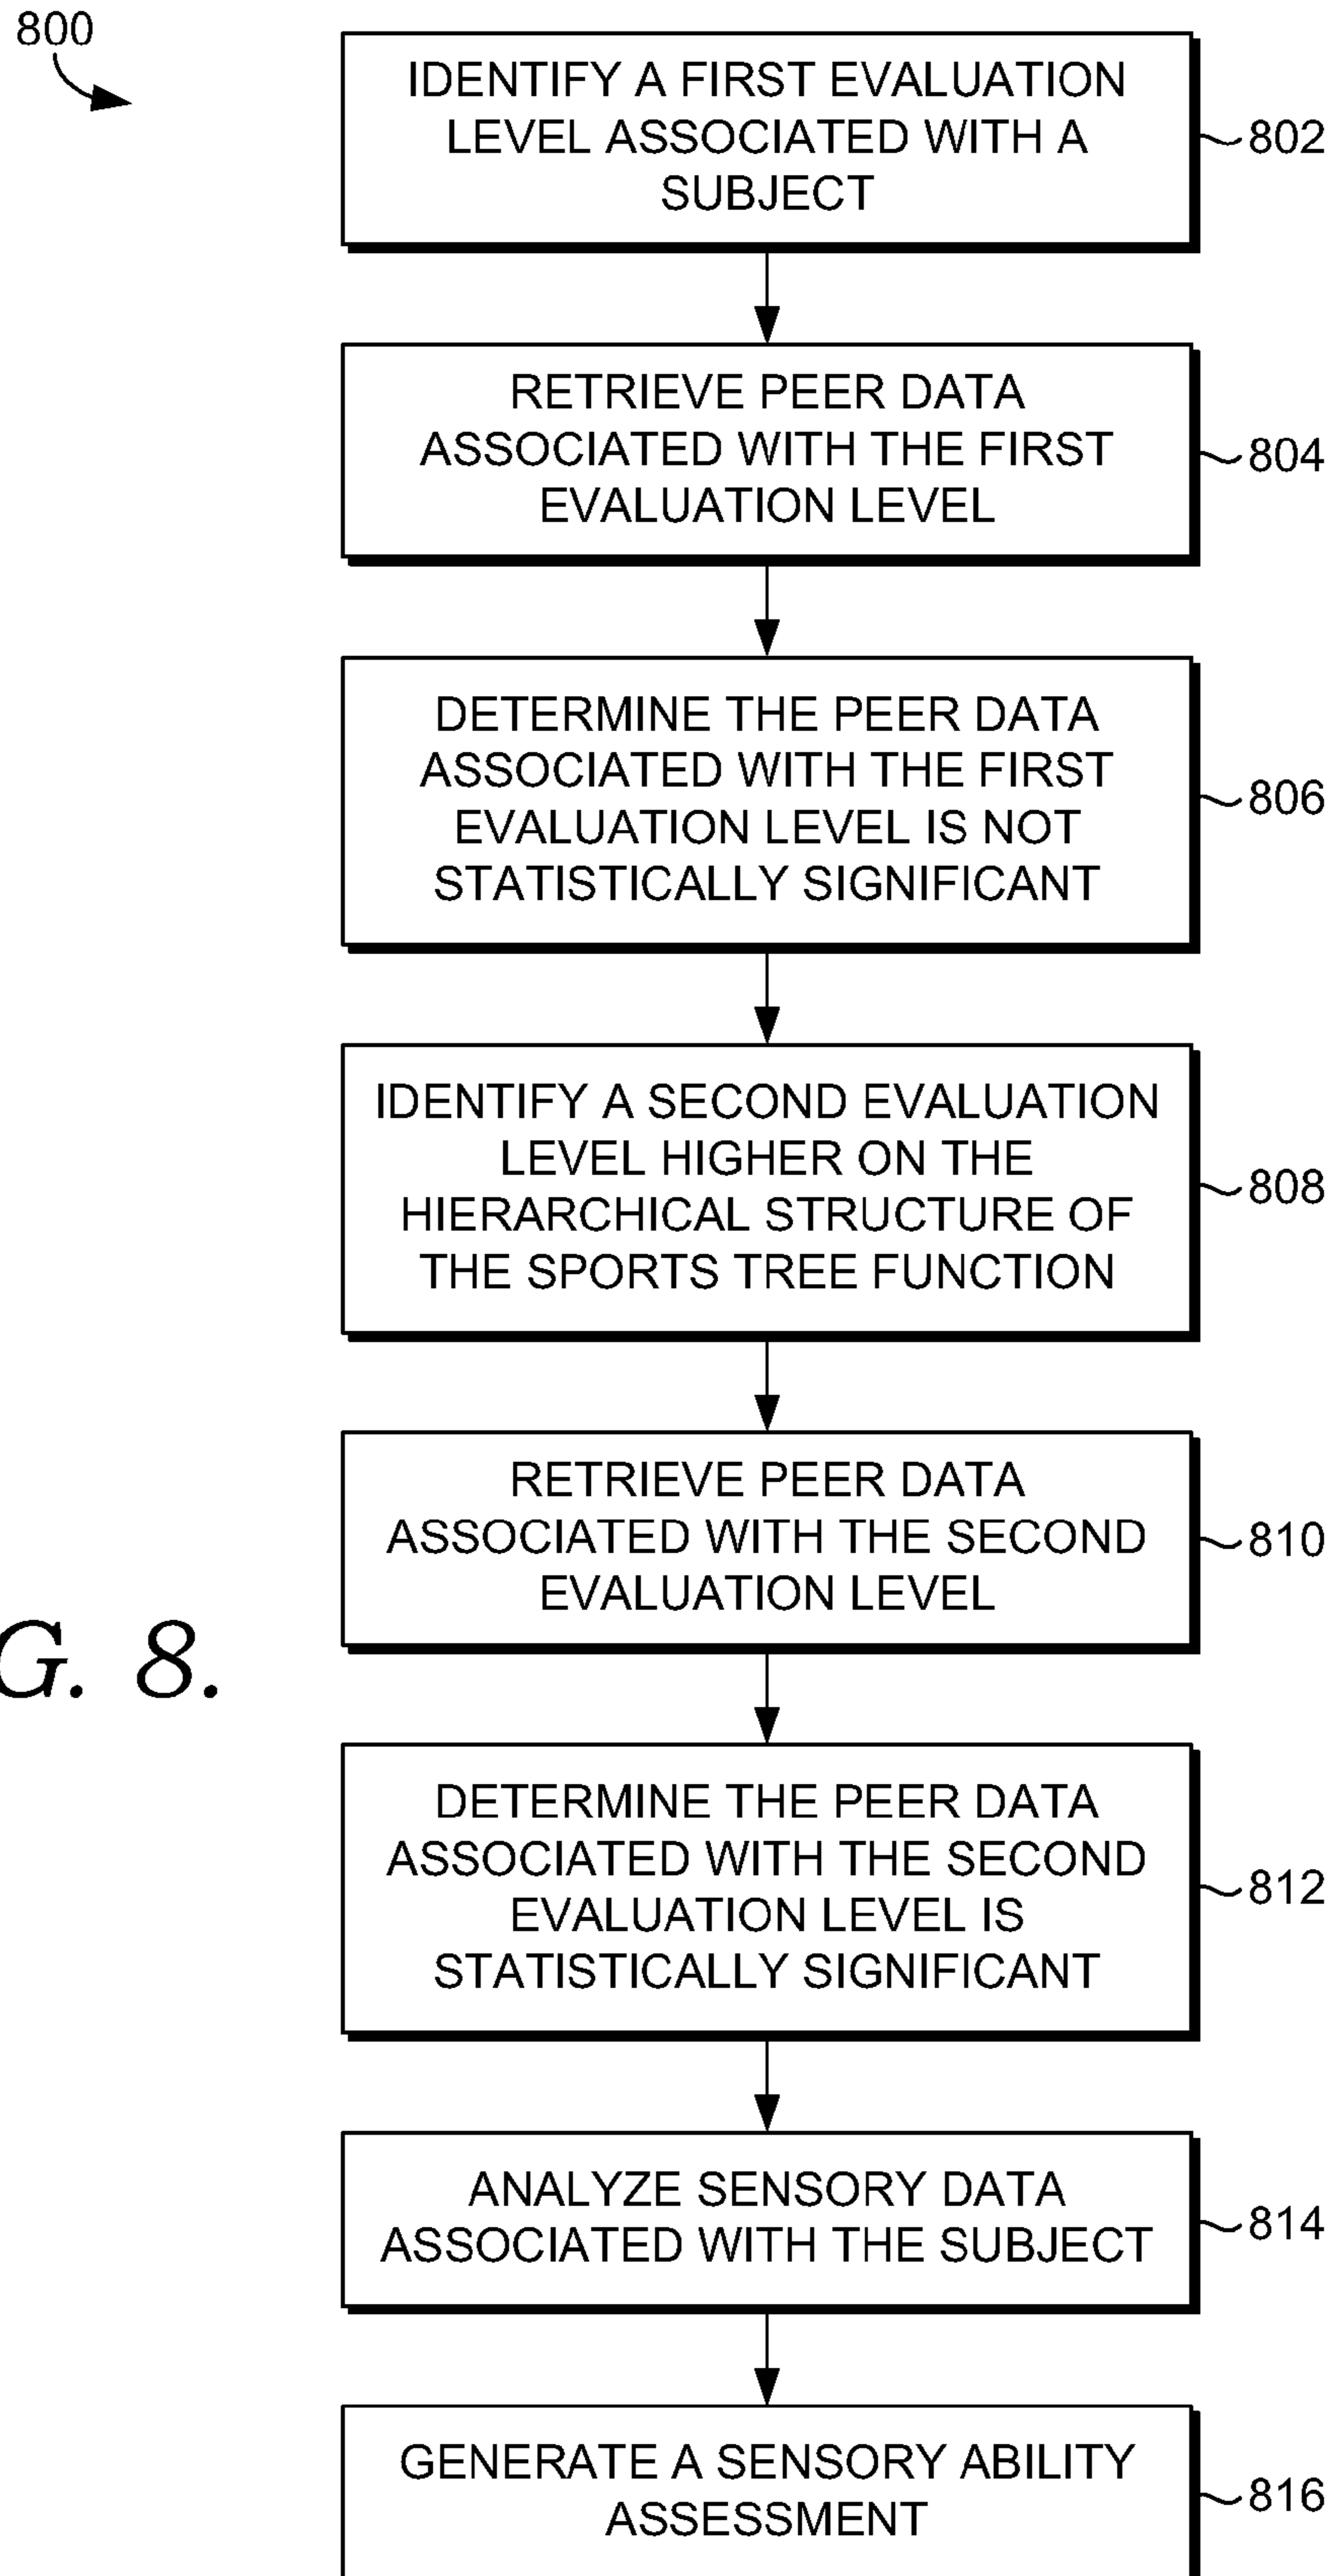 800
IDENTIFY A FIRST EVALUATION
LEVEL ASSOCIATED WITH A
SUBJECT
802
RETRIEVE PEER DATA
ASSOCIATED WITH THE FIRST
EVALUATION LEVEL
804
DETERMINE THE PEER DATA
ASSOCIATED WITH THE FIRST
EVALUATION LEVEL IS NOT
STATISTICALLY SIGNIFICANT
806
IDENTIFY A SECOND EVALUATION
LEVEL HIGHER ON THE
HIERARCHICAL STRUCTURE OF
THE SPORTS TREE FUNCTION
808
RETRIEVE PEER DATA
ASSOCIATED WITH THE SECOND
EVALUATION LEVEL
810
G. 8.
DETERMINE THE PEER DATA
ASSOCIATED WITH THE SECOND
EVALUATION LEVEL IS
STATISTICALLY SIGNIFICANT
812
ANALYZE SENSORY DATA
ASSOCIATED WITH THE SUBJECT
814
GENERATE A SENSORY ABILITY
ASSESSMENT
816